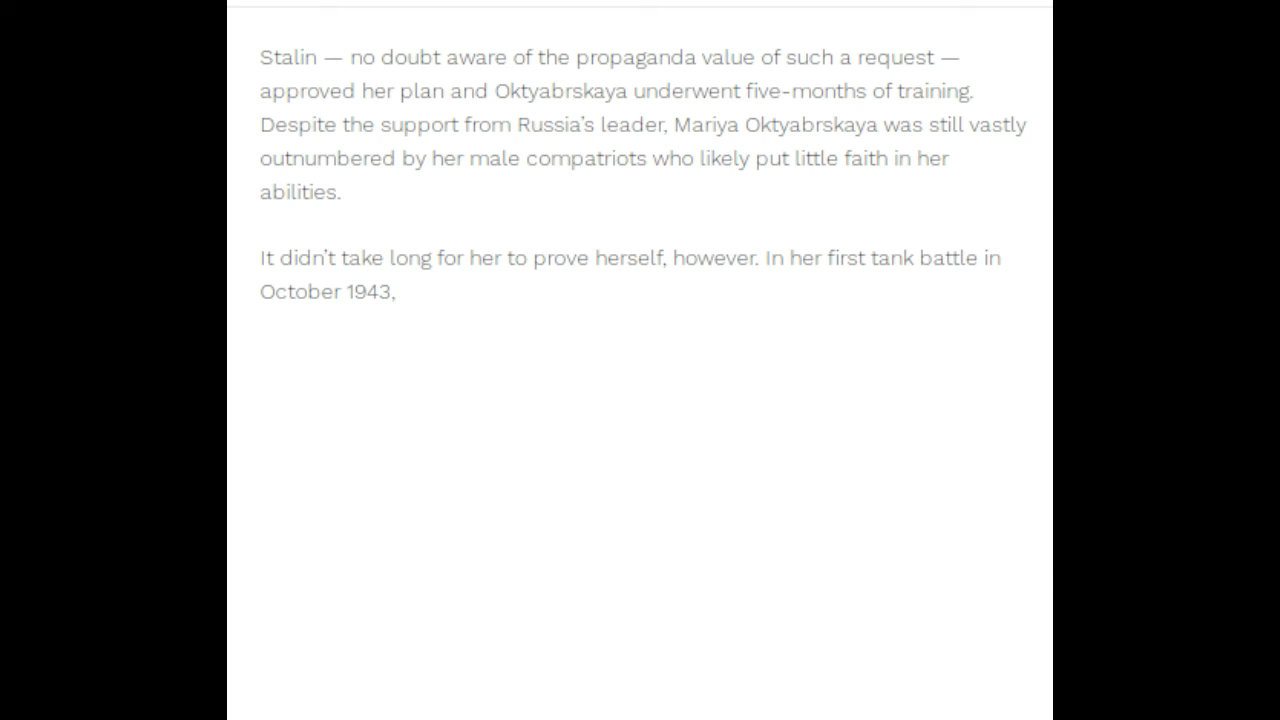 Stalin — no doubt aware of the propaganda value of such a request —
approved her plan and Oktyabrskaya underwent five-months of training.
Despite the support from Russia’s leader, Mariya Oktyabrskaya was still vastly
outnumbered by her male compatriots who likely put little faith in her
abilities.
It didn’t take long for her to prove herself, however. In her first tank battle in
October 1943,